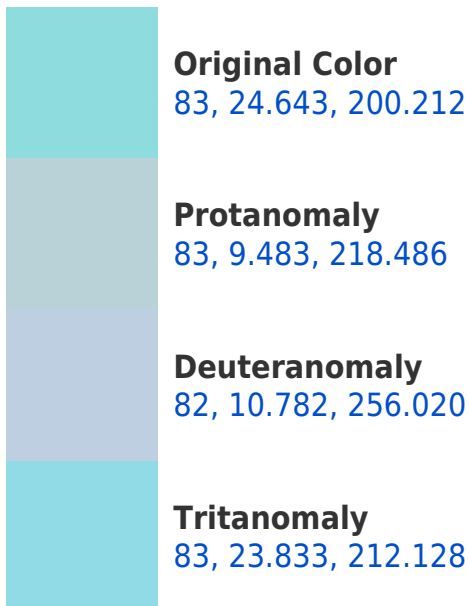 Original Color
83, 24.643, 200.212
Protanomaly
83, 9.483, 218.486
Deuteranomaly
82, 10.782, 256.020
Tritanomaly
83, 23.833, 212.128